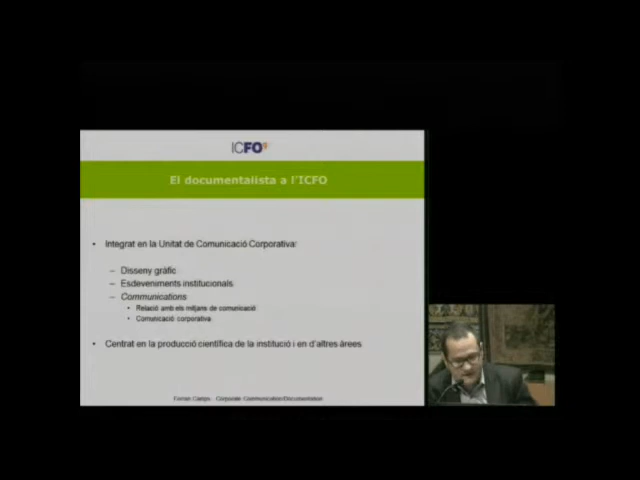 ICFO
El documentalista a l'ICFO
• Integrat en la Unitat de Comunicació Corporativa:
– Disseny gràfic
– Esdeveniments institucionals
– Communications
• Relació amb els mitjans de comunicació
• Comunicació corporativa
• Centrat en la producció científica de la institució i en d'altres àrees
Ferran Camps - Corporate Communication/Documentation